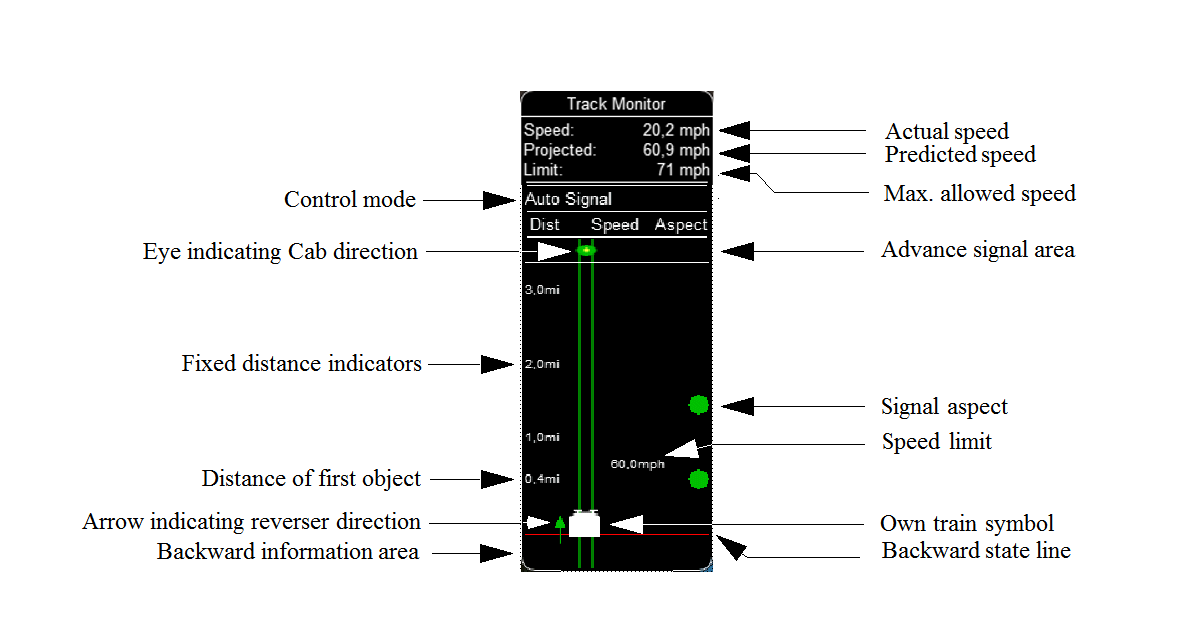 Track Monitor
Speed: 20,2 mph Actual speed
Projected: 60,9 mph Predicted speed
Limit: 71 mph
Max. allowed speed
Control mode Auto Signal
Dist Speed Aspect
Eye indicating Cab direction Advance signal area
3,0mi
Fixed distance indicators 2,0mi
Signal aspect
1,0mi Speed limit
60,0mph
Distance of first object 0,4mi
Arrow indicating reverser direction Own train symbol
Backward information area Backward state line